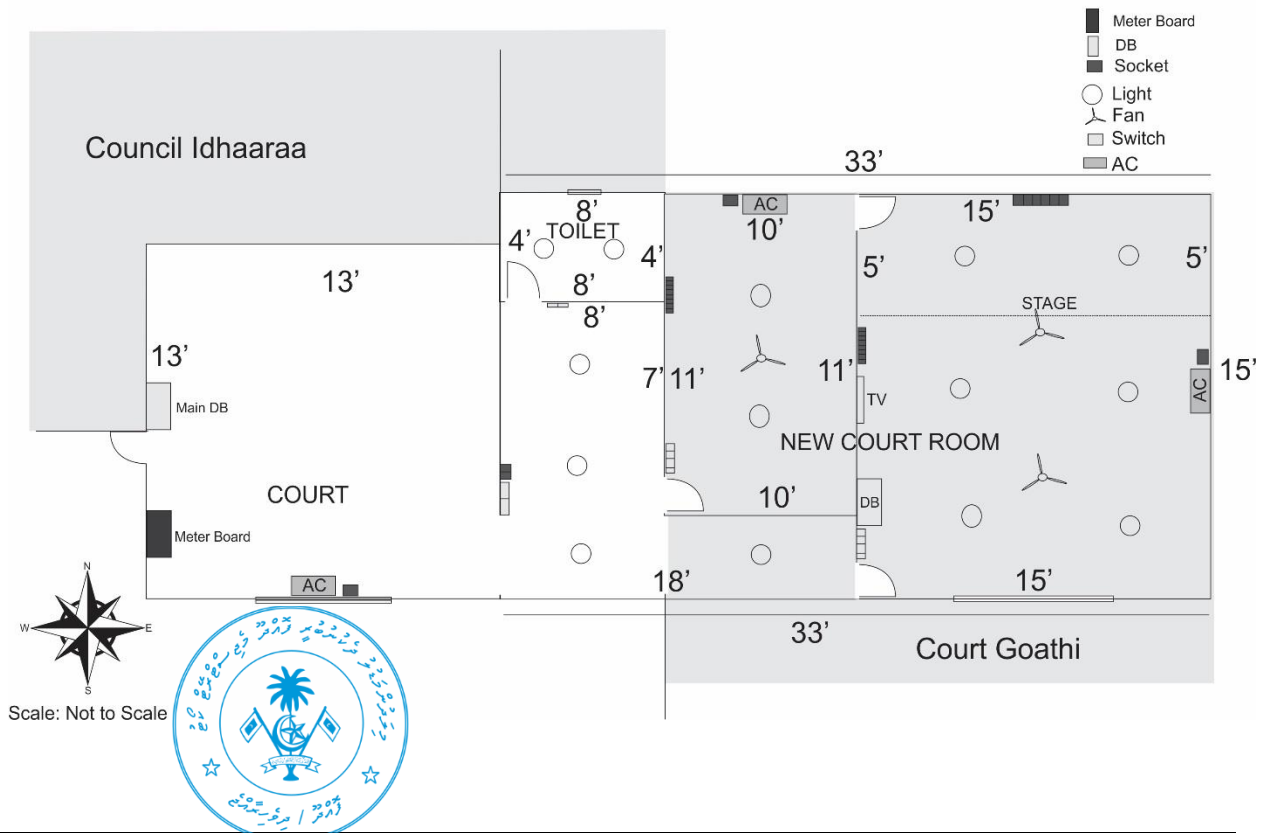 Meter Board
DB
Socket
Light
Fan
Switch
AC
Council Idhaaraa
33’
8’
TOILET
4’
4’
8’
8’
AC
10’
15’
5’
5’
STAGE
13’
13’
7’
11’
11’
15’
TV
AC
Main DB
NEW COURT ROOM
COURT
10’
DB
Meter Board
AC
18’
15’
33’
Court Goathi
N
W
E
S
Scale: Not to Scale